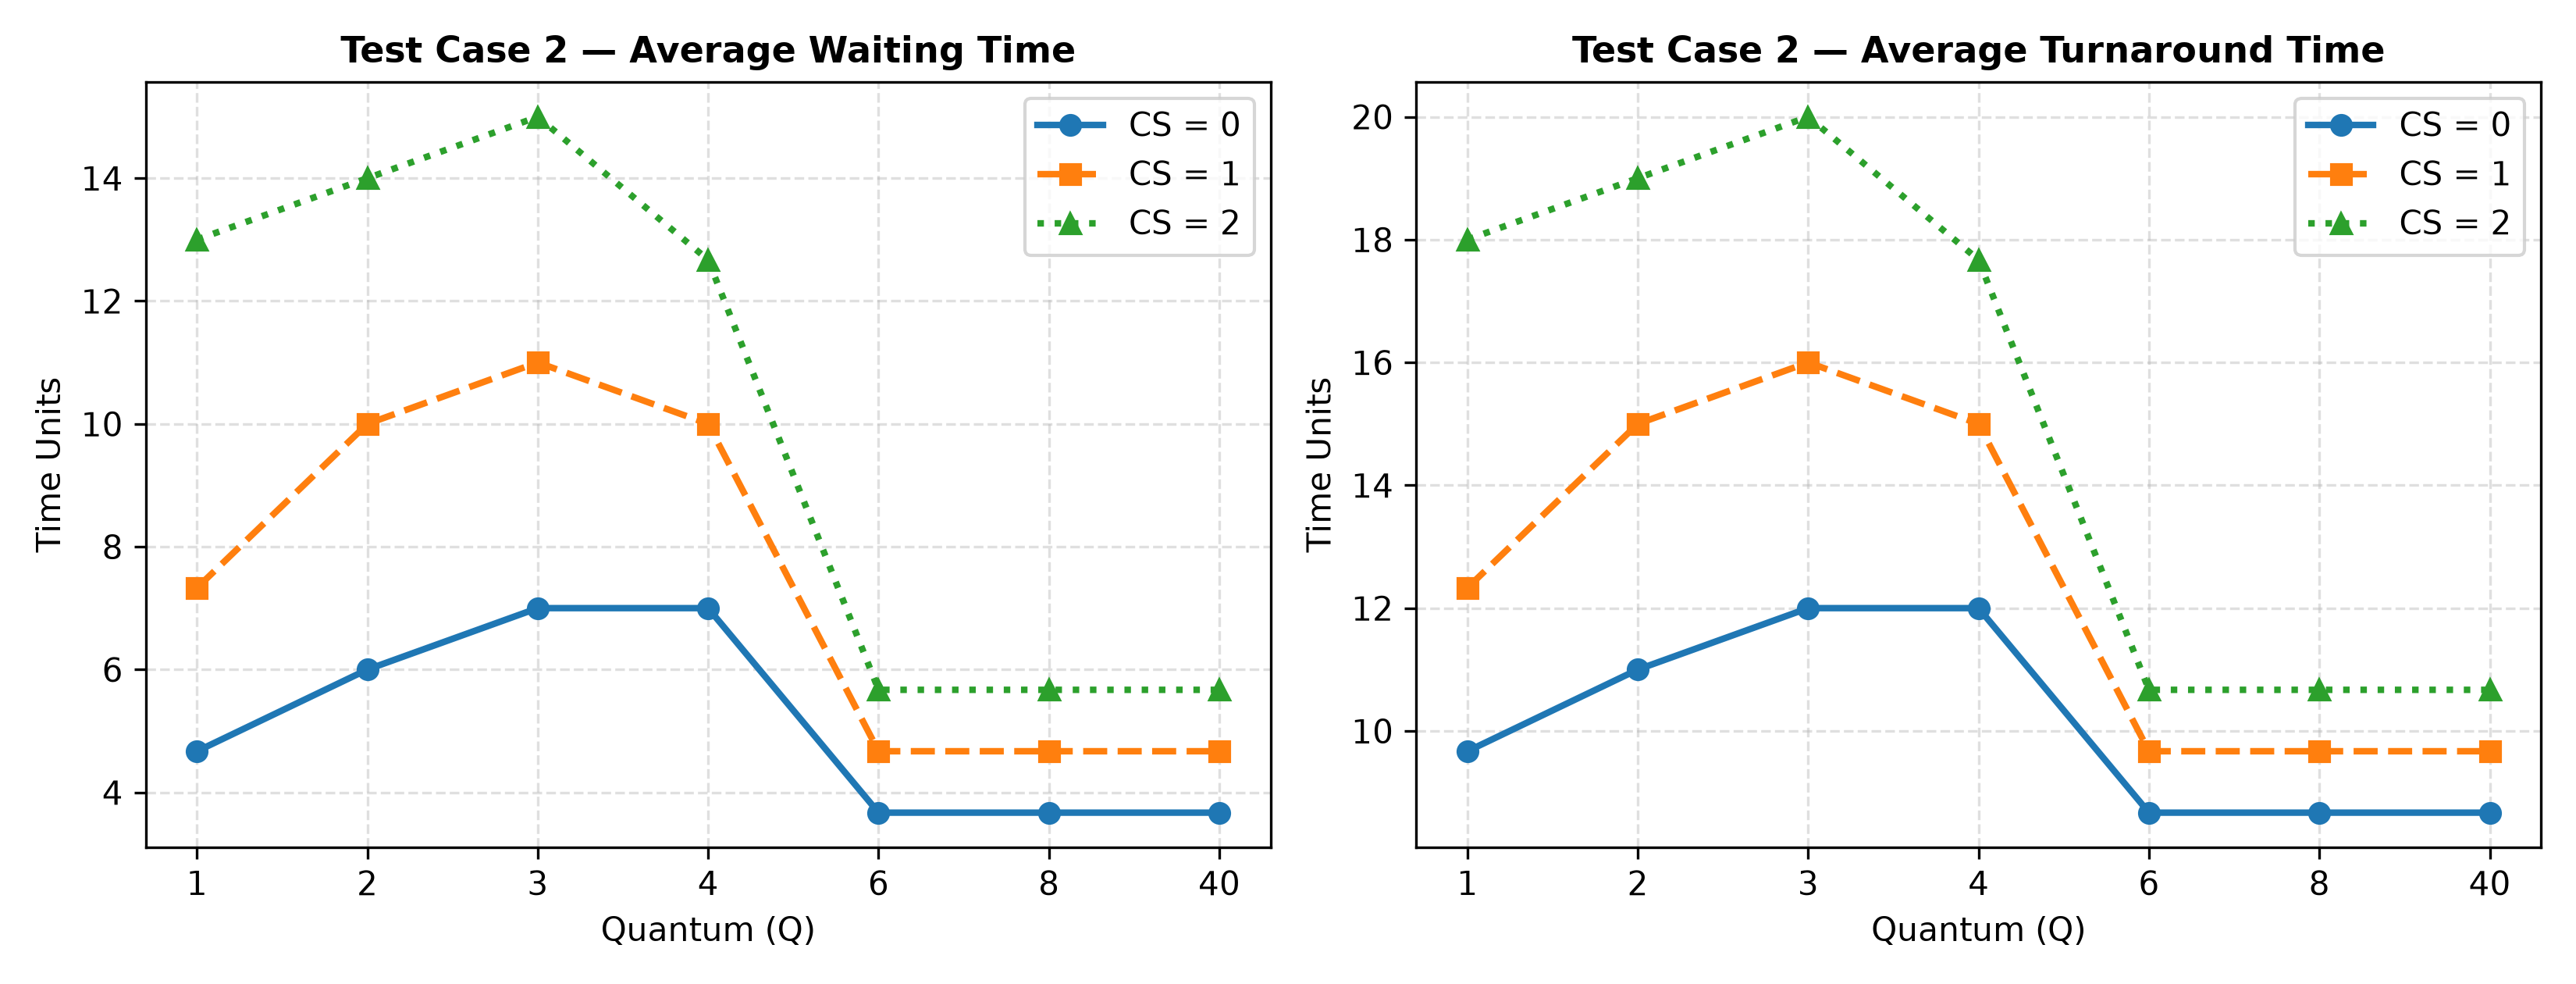 Test Case 2 — Average Waiting Time
CS = 0
CS = 1
CS = 2
14
12
10
8
6
4
Time Units
1 2 3 4 6 8 40
Quantum (Q)
Test Case 2 — Average Turnaround Time
CS = 0
CS = 1
CS = 2
20
18
16
14
12
10
Time Units
1 2 3 4 6 8 40
Quantum (Q)